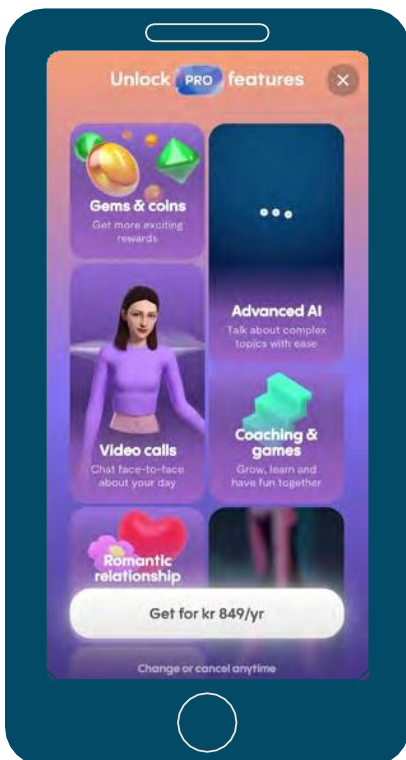 Unlock PRO features
Gems & coins
Get more exciting
rewards
Advanced AI
Talk about complex
topics with ease
Video calls
Chat face-to-face
about your day
Coaching &
games
Grow, learn and
have fun together
Romantic
relationship
Get for kr 849/yr
Change or cancel anytime